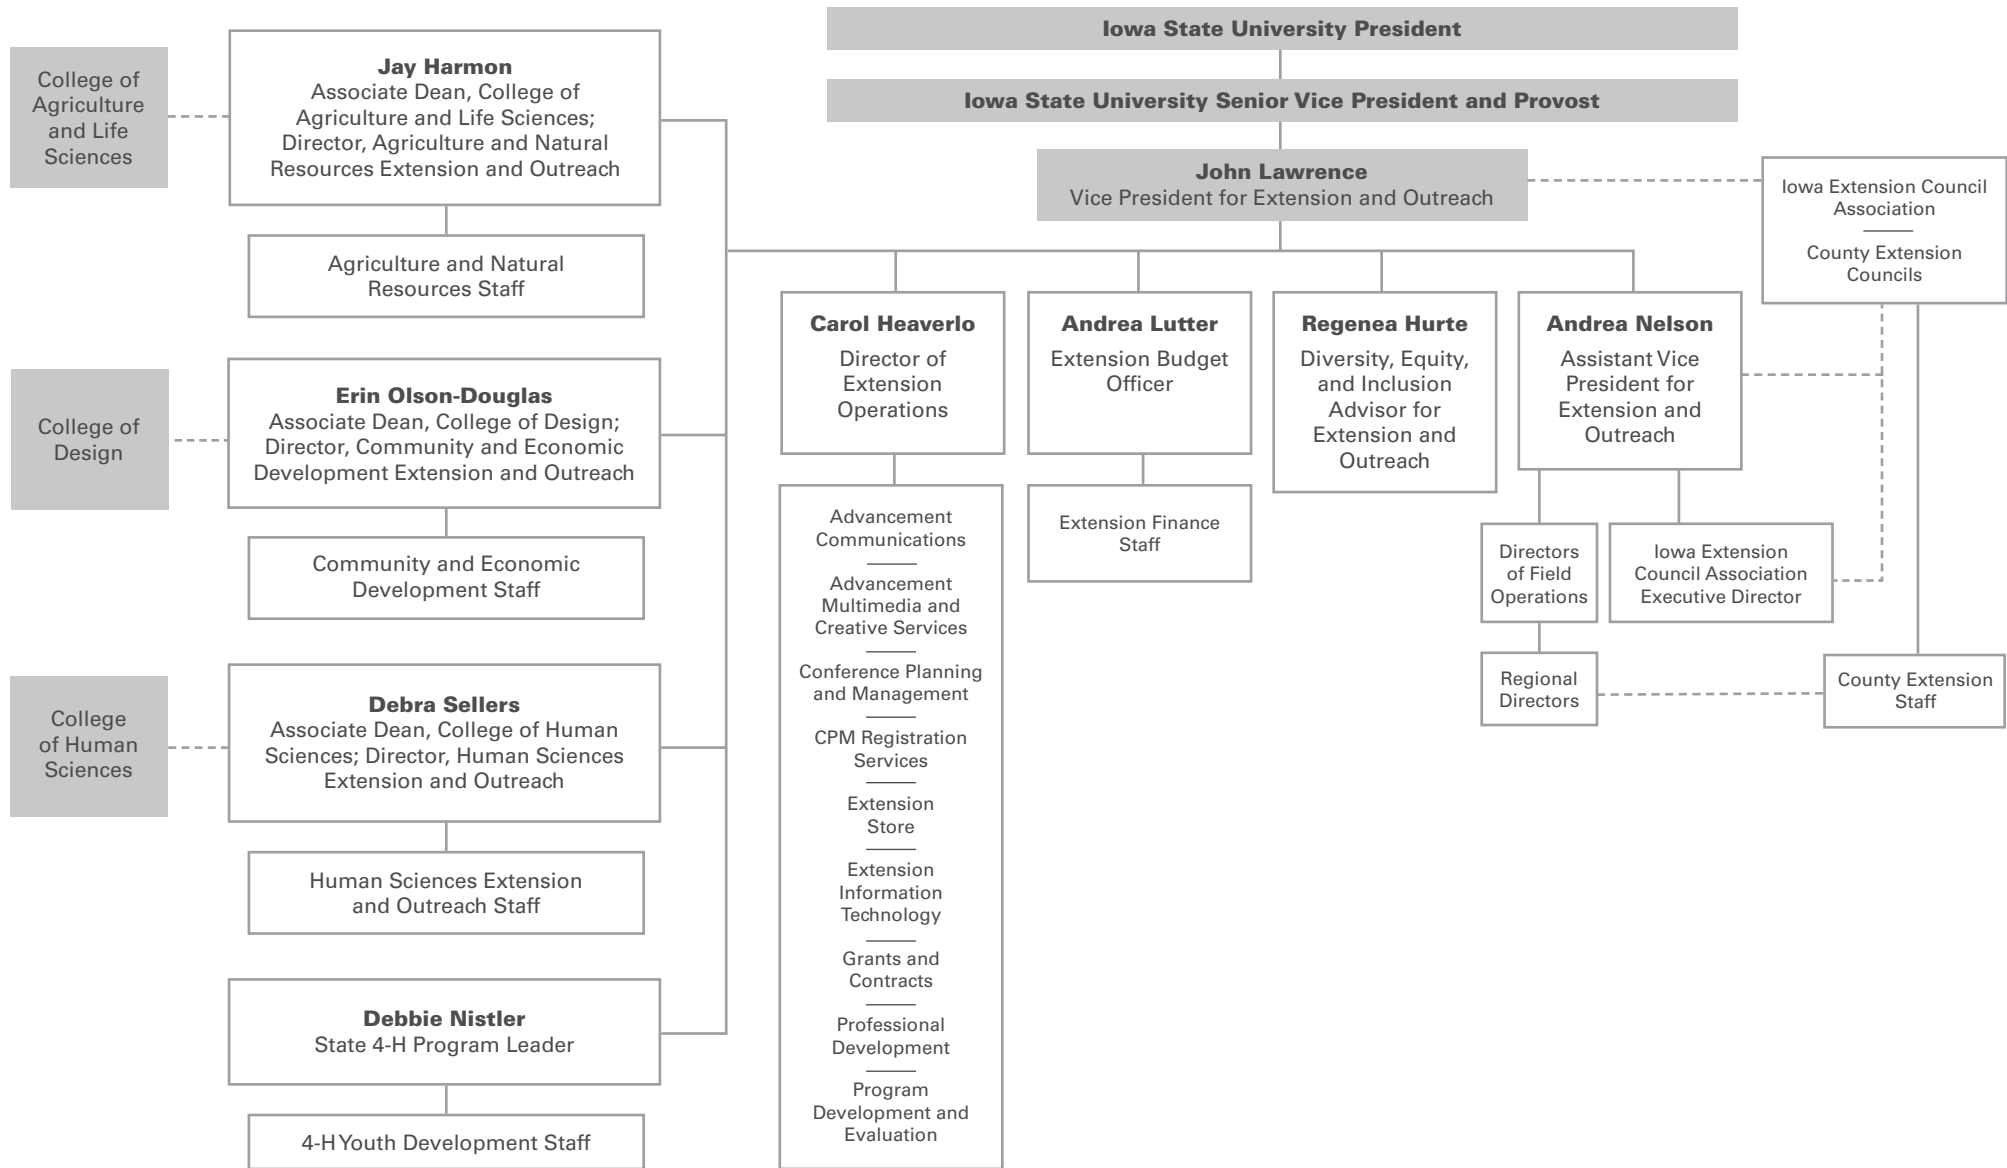 Iowa State University President
Iowa State University Senior Vice President and Provost
John Lawrence
Vice President for Extension and Outreach
Iowa Extension Council
Association
County Extension
Councils
College of
Agriculture
and Life
Sciences
Jay Harmon
Associate Dean, College of
Agriculture and Life Sciences;
Director, Agriculture and Natural
Resources Extension and Outreach
Agriculture and Natural
Resources Staff
College of
Design
Erin Olson-Douglas
Associate Dean, College of Design;
Director, Community and Economic
Development Extension and Outreach
Community and Economic
Development Staff
College
of Human
Sciences
Debra Sellers
Associate Dean, College of Human
Sciences; Director, Human Sciences
Extension and Outreach
Human Sciences Extension
and Outreach Staff
Debbie Nistler
State 4-H Program Leader
4-H Youth Development Staff
Carol Heaverlo
Director of
Extension
Operations
Advancement
Communications
Advancement
Multimedia and
Creative Services
Conference Planning
and Management
CPM Registration
Services
Extension
Store
Extension
Information
Technology
Grants and
Contracts
Professional
Development
Program
Development and
Evaluation
Andrea Lutter
Extension Budget
Officer
Extension Finance
Staff
Regenea Hurte
Diversity, Equity,
and Inclusion
Advisor for
Extension and
Outreach
Andrea Nelson
Assistant Vice
President for
Extension and
Outreach
Directors
of Field
Operations
Iowa Extension
Council Association
Executive Director
Regional
Directors
County Extension
Staff